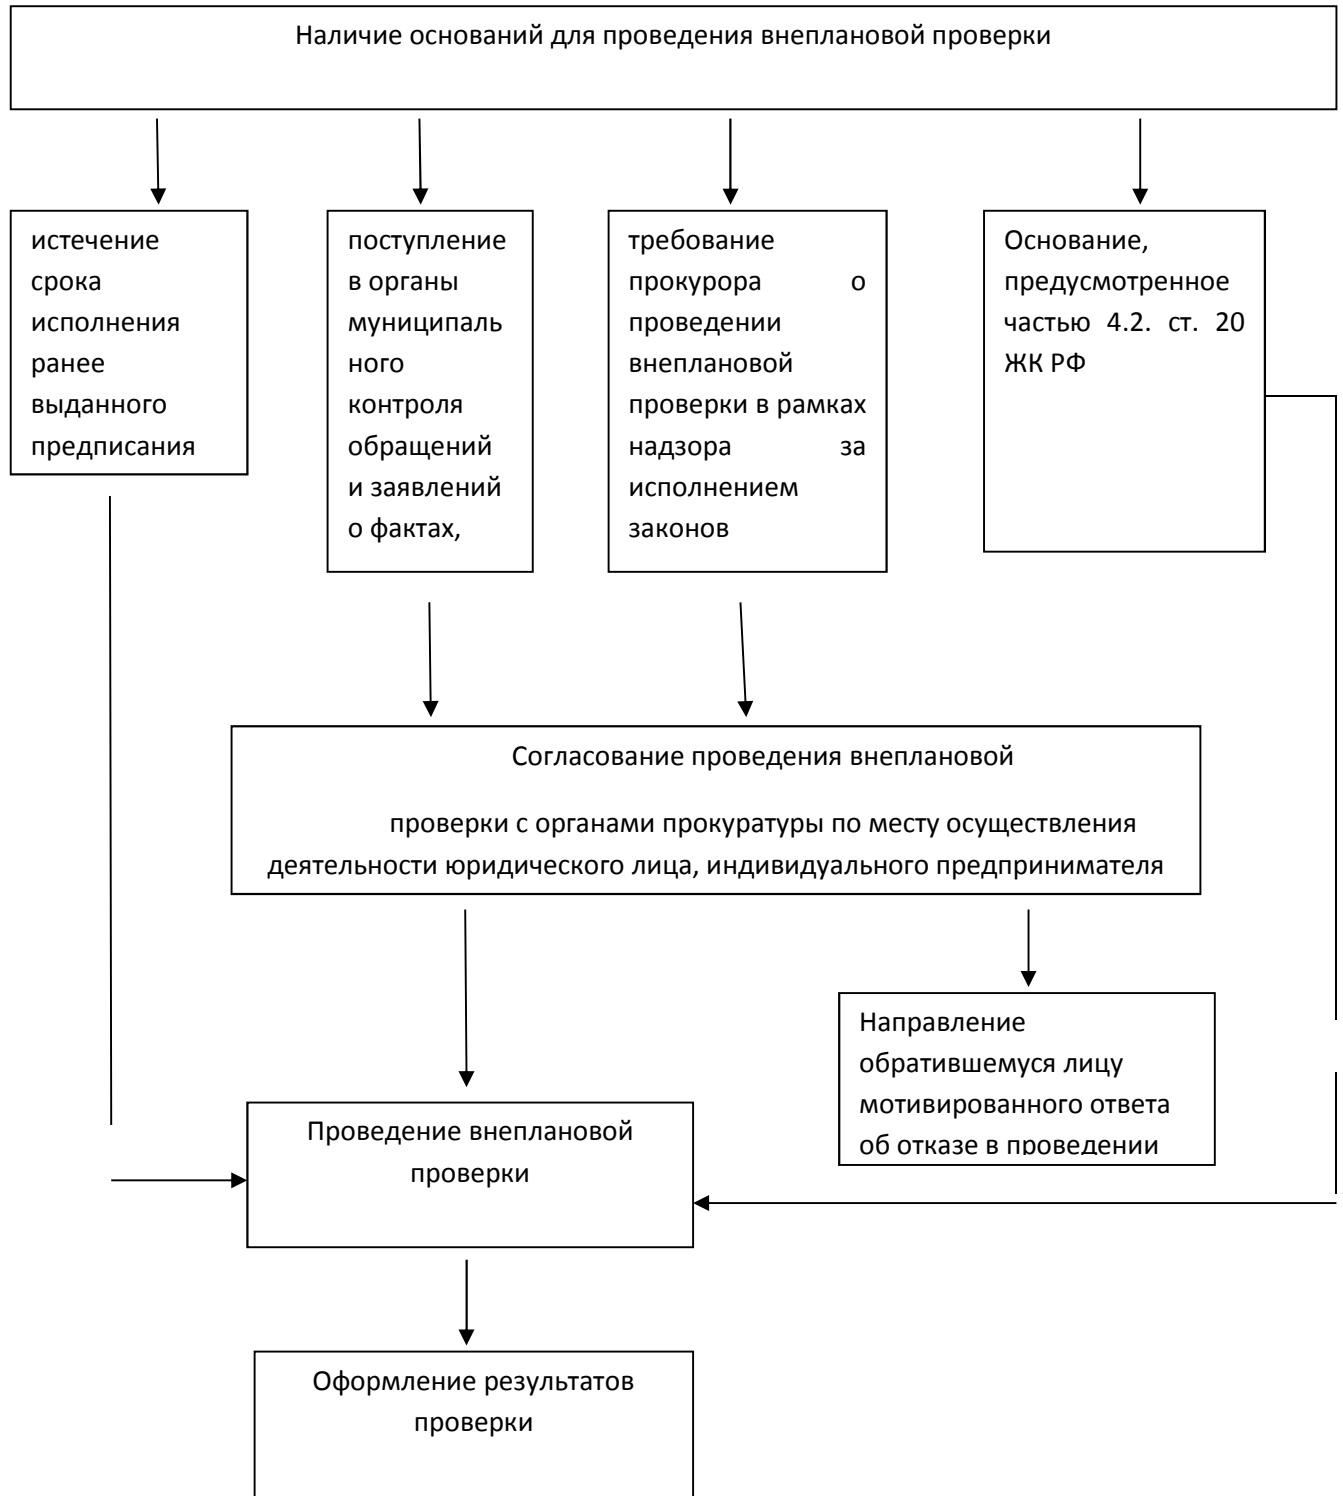 Наличие оснований для проведения внеплановой проверки
истечение
срока
исполнения
ранее
выданного
предписания
поступление
в органы
муниципаль
ного
контроля
обращений
и заявлений
о фактах,
требование
прокурора о
проведении
внеплановой
проверки в рамках
надзора за
исполнением
законов
Основание,
предусмотренное
частью 4.2. ст. 20
ЖК РФ
Согласование проведения внеплановой
проверки с органами прокуратуры по месту осуществления
деятельности юридического лица, индивидуального предпринимателя
Направление
обратившемуся лицу
мотивированного ответа
об отказе в проведении
Проведение внеплановой
проверки
Оформление результатов
проверки